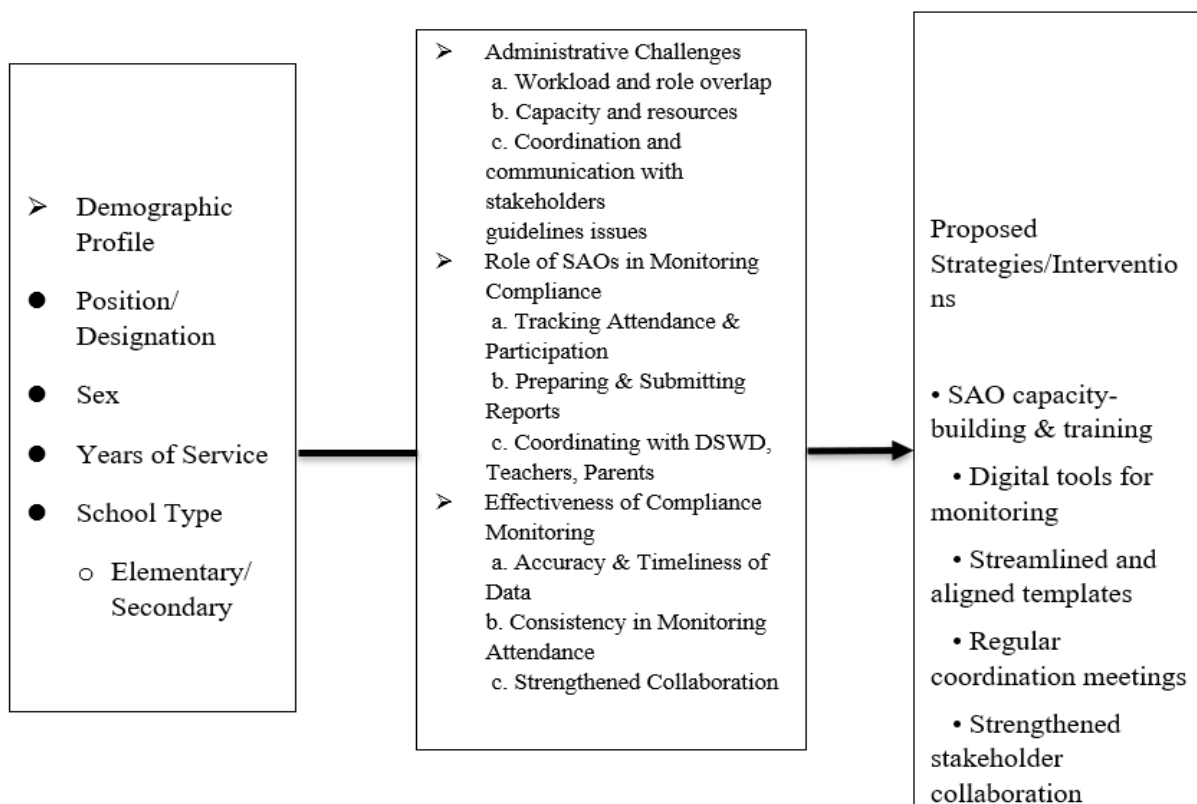 ➢ Demographic
Profile
● Position/
Designation
● Sex
● Years of Service
● School Type
o Elementary/
Secondary
➢ Administrative Challenges
a. Workload and role overlap
b. Capacity and resources
c. Coordination and
communication with
stakeholders
guidelines issues
➢ Role of SAOs in Monitoring
Compliance
a. Tracking Attendance &
Participation
b. Preparing & Submitting
Reports
c. Coordinating with DSWD,
Teachers, Parents
➢ Effectiveness of Compliance
Monitoring
a. Accuracy & Timeliness of
Data
b. Consistency in Monitoring
Attendance
c. Strengthened Collaboration
Proposed
Strategies/Interventio
ns
• SAO capacity-
building & training
• Digital tools for
monitoring
• Streamlined and
aligned templates
• Regular
coordination meetings
• Strengthened
stakeholder
collaboration